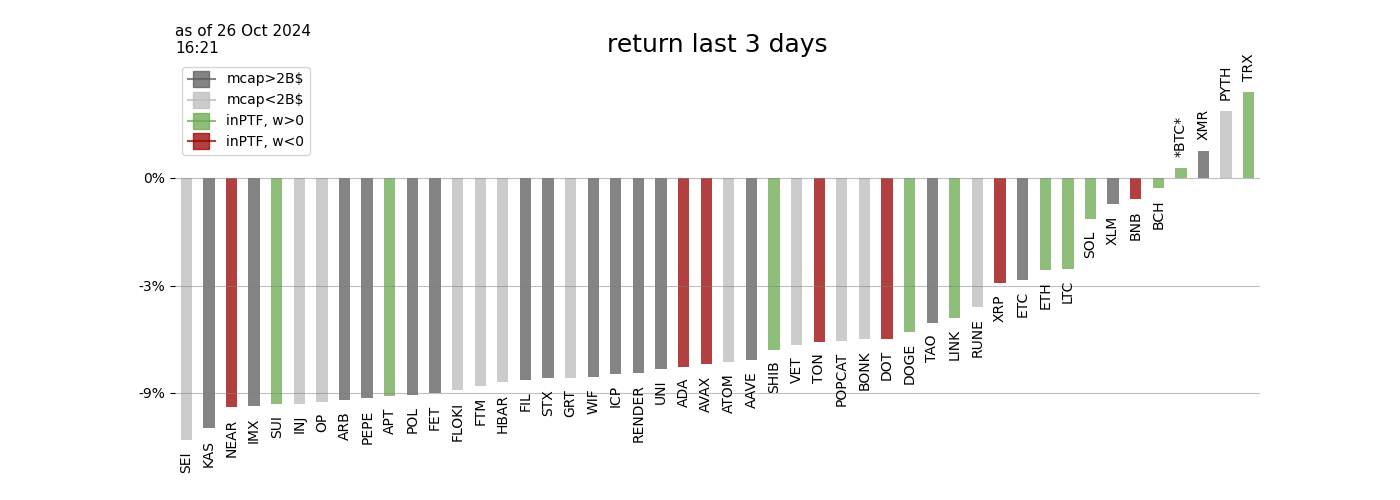 as of 26 Oct 2024
16:21
return last 3 days
mcap>2B$
mcap<2B$
inPTF, w>0
inPTF, w<0
0%
-3%
-9%
SEI
KAS
NEAR
IMX
SUI
INJ
OP
ARB
PEPE
APT
POL
FET
FLOKI
FTM
HBAR
FIL
STX
GRT
WIF
ICP
RENDER
UNI
ADA
AVAX
ATOM
AAVE
SHIB
VET
TON
POPCAT
BONK
DOT
DOGE
TAO
LINK
RUNE
XRP
ETC
ETH
LTC
SOL
XLM
BNB
BCH
*BTC*
XMR
PYTH
TRX